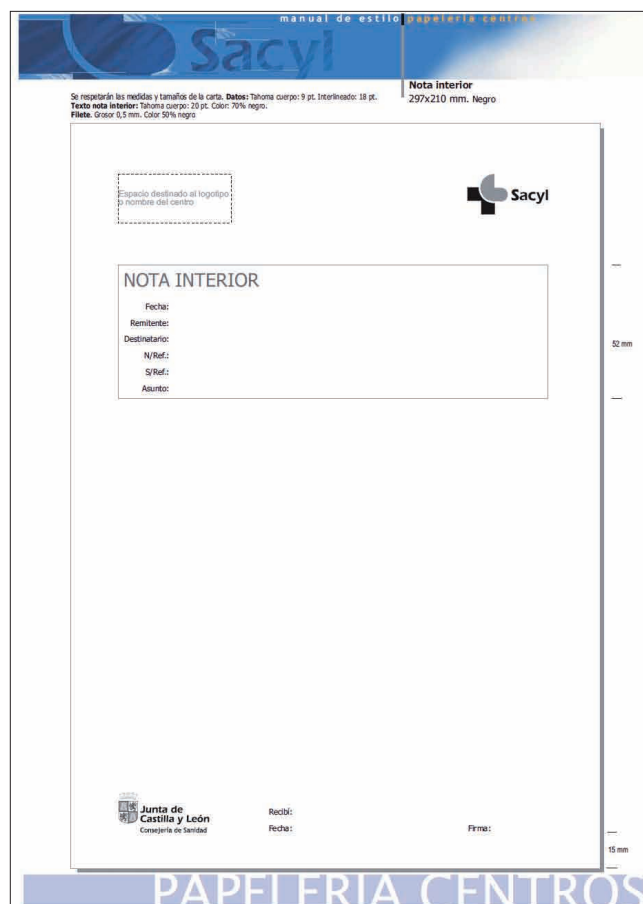 manual de estilo papelería centros
Sacyl
Nota interior
297x210 mm. Negro
Se respetarán las medidas y tamaños de la carta. Datos: Tahoma cuerpo: 9 pt. Interlineado: 18 pt.
Texto nota interior: Tahoma cuerpo: 20 pt. Color: 70% negro.
Filete. Grosor 0,5 mm. Color 50% negro
Espacio destinado al logotipo
o nombre del centro
Sacyl
NOTA INTERIOR
Fecha:
Remitente:
Destinatario:
N/Ref.:
S/Ref.:
Asunto:
52 mm
Junta de
Castilla y León
Consejería de Sanidad
Recibí:
Fecha:
Firma:
15 mm
PAPELERIA CENTROS